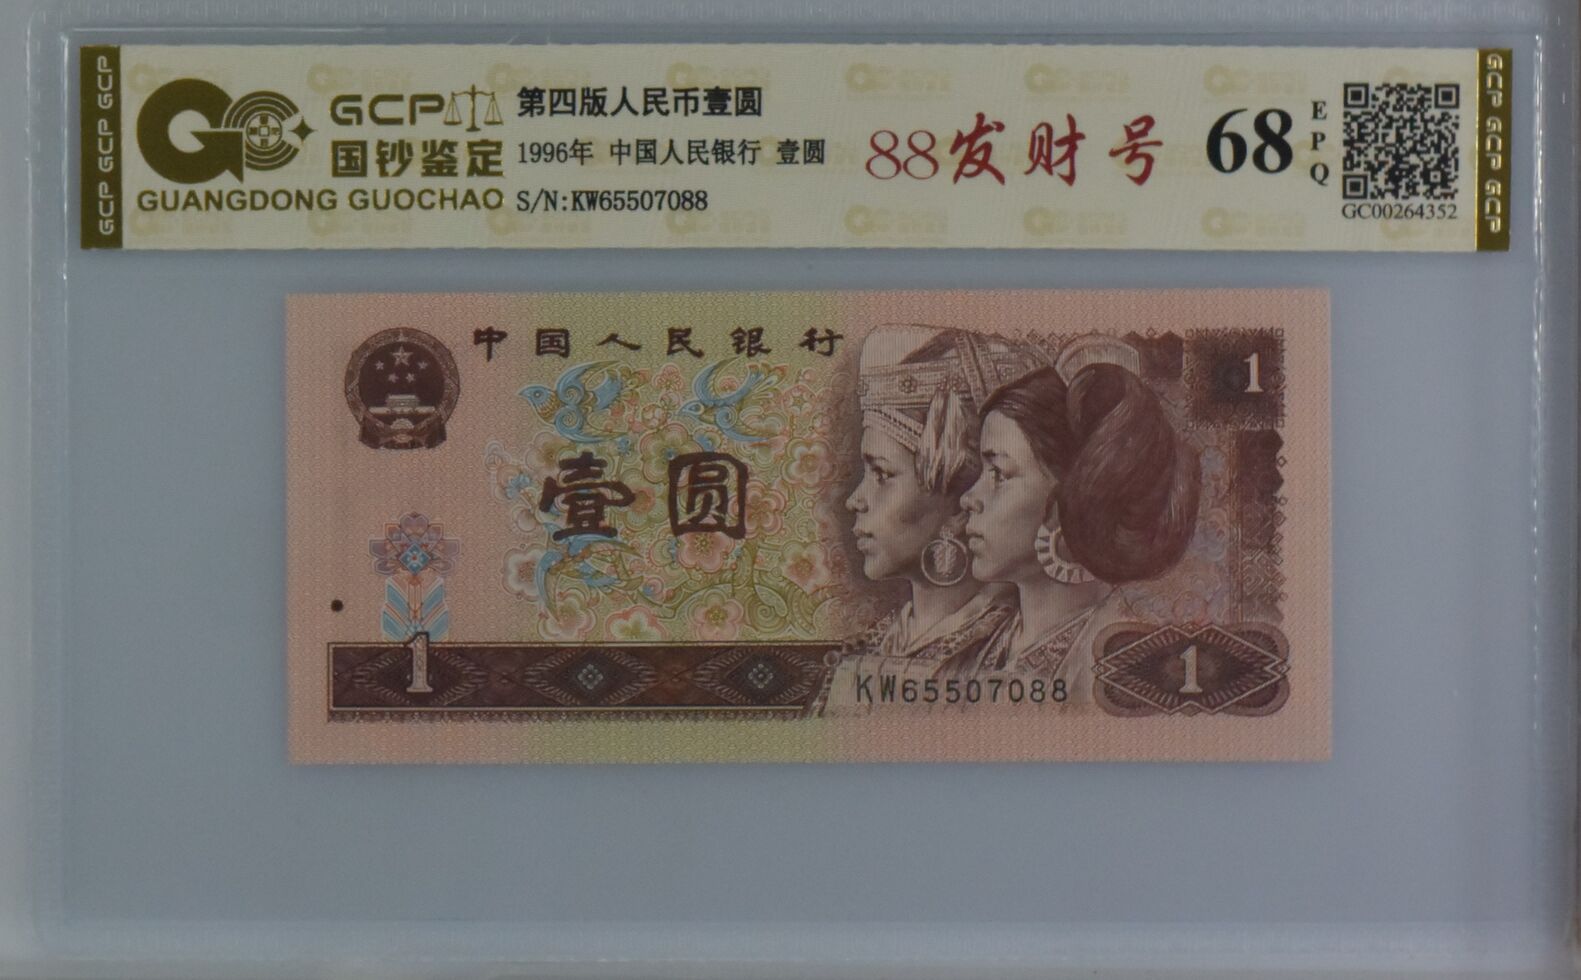 GCP GCP GCP
GCP
国钞鉴定
GUANGDONG GUOCHAO
第四版人民币壹圆
1996年 中国人民银行 壹圆
S/N:KW65507088
88发财号
68
EPQ
GC00264352
GCP GCP GCP
中国人民银行
1
壹圆
1
KW65507088
1